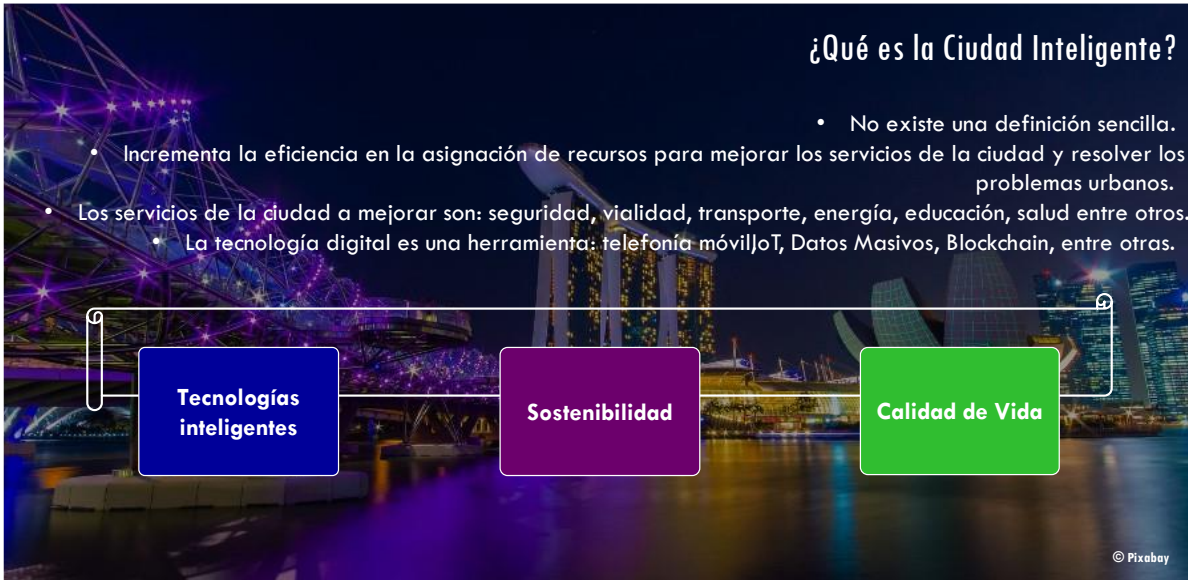 ¿Qué es la Ciudad Inteligente?
• No existe una definición sencilla.
• Incrementa la eficiencia en la asignación de recursos para mejorar los servicios de la ciudad y resolver los
problemas urbanos.
• Los servicios de la ciudad a mejorar son: seguridad, vialidad, transporte, energía, educación, salud entre otros.
• La tecnología digital es una herramienta: telefonía móvil,IoT, Datos Masivos, Blockchain, entre otras.
Tecnologías
inteligentes
Sostenibilidad
Calidad de Vida
© Pixabay